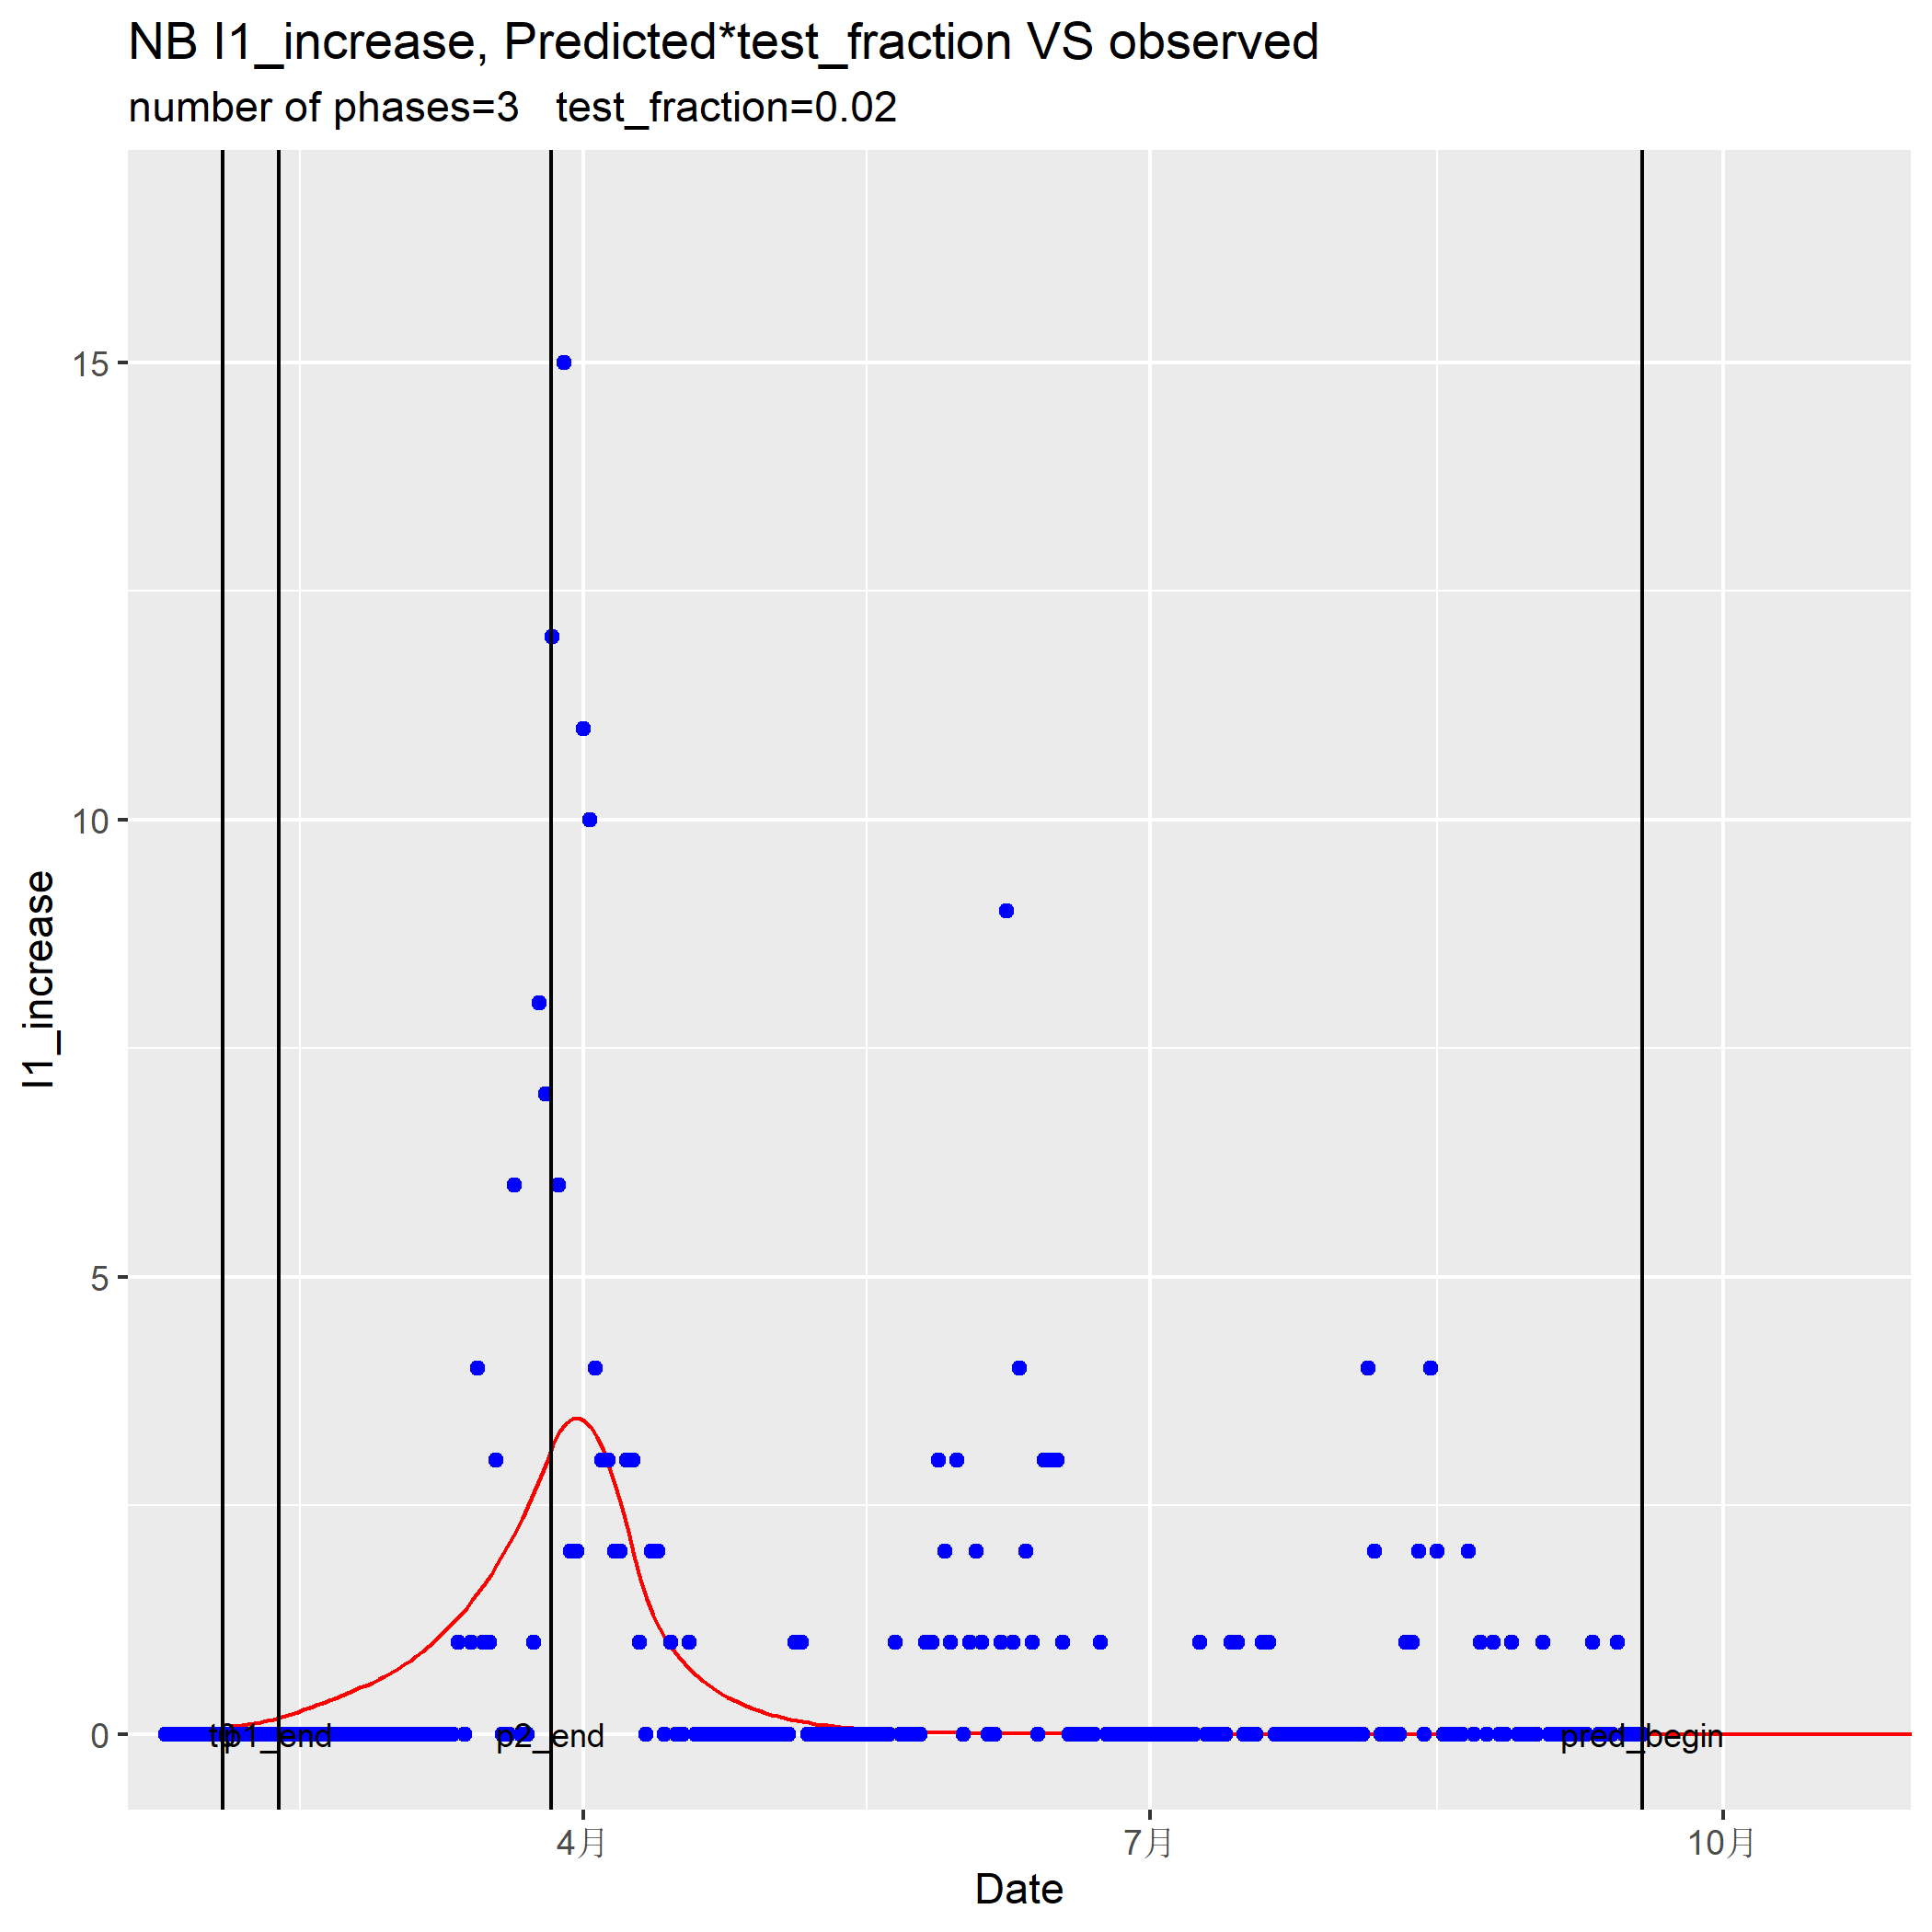 NB I1_increase, Predicted*test_fraction VS observed
number of phases=3 test_fraction=0.02
15
10
5
0
I1_increase
p1_end
p2_end
pred_begin
4月
7月
10月
Date